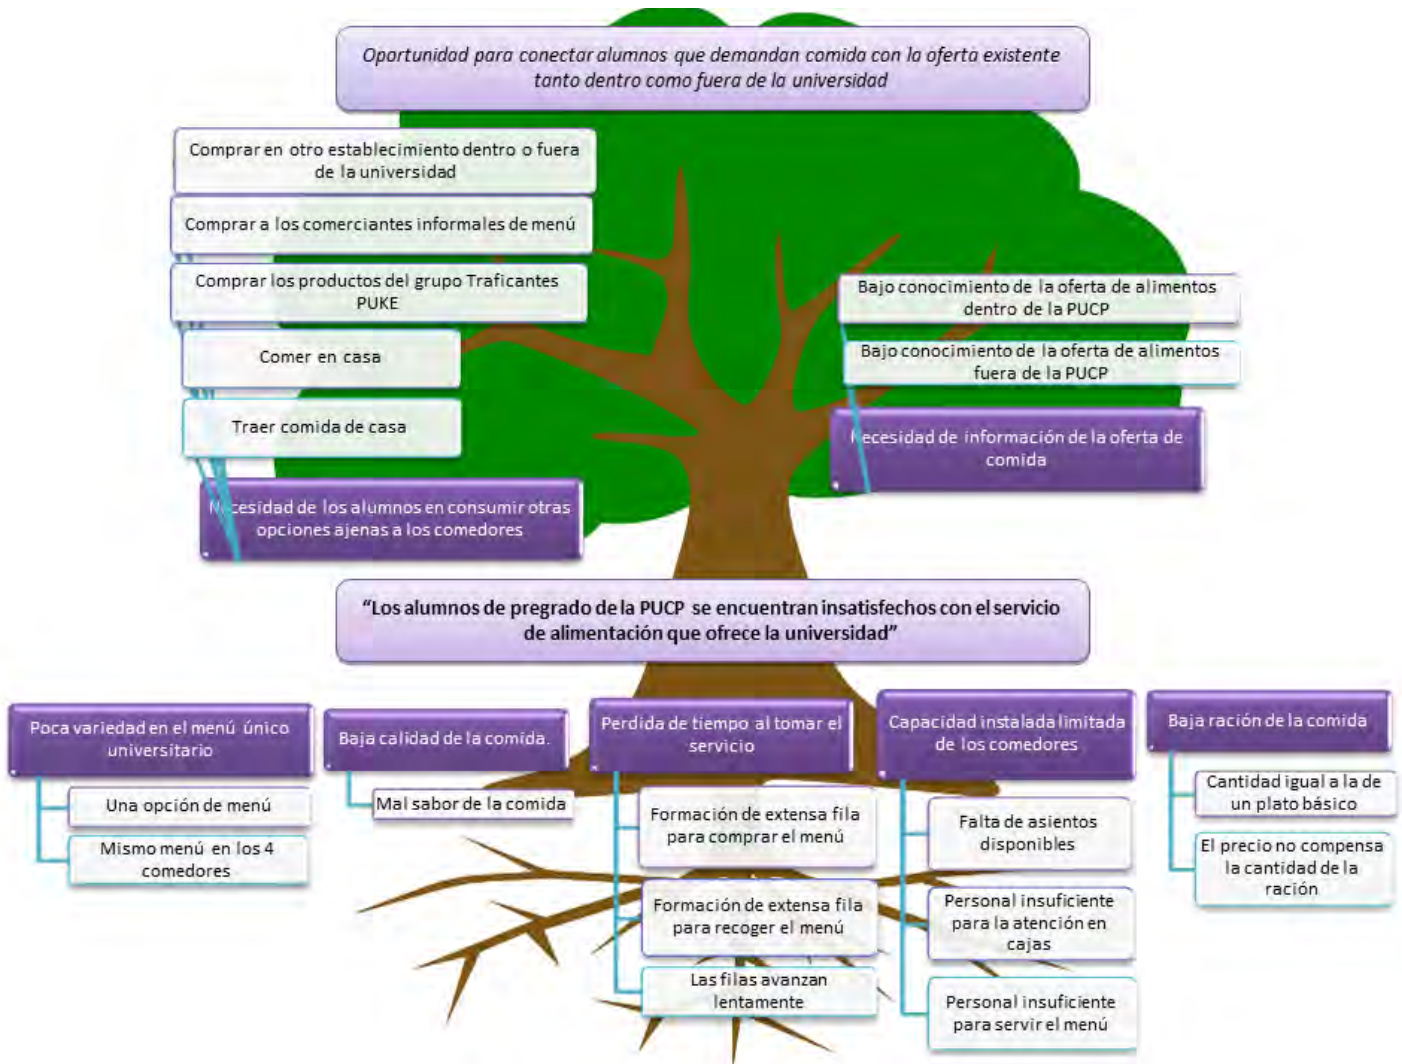 Oportunidad para conectar alumnos que demandan comida con la oferta existente
tanto dentro como fuera de la universidad
Comprar en otro establecimiento dentro o fuera
de la universidad
Comprar a los comerciantes informales de menú
Comprar los productos del grupo Traficantes
PUKE
Comer en casa
Traer comida de casa
Necesidad de los alumnos en consumir otras
opciones ajenas a los comedores
Bajo conocimiento de la oferta de alimentos
dentro de la PUCP
Bajo conocimiento de la oferta de alimentos
fuera de la PUCP
Necesidad de información de la oferta de
comida
“Los alumnos de pregrado de la PUCP se encuentran insatisfechos con el servicio
de alimentación que ofrece la universidad”
Poca variedad en el menú único
universitario
Una opción de menú
Mismo menú en los 4
comedores
Baja calidad de la comida.
Mal sabor de la comida
Perdida de tiempo al tomar el
servicio
Formación de extensa fila
para comprar el menú
Formación de extensa fila
para recoger el menú
Las filas avanzan
lentamente
Capacidad instalada limitada
de los comedores
Falta de asientos
disponibles
Personal insuficiente
para la atención en
cajas
Personal insuficiente
para servir el menú
Baja ración de la comida
Cantidad igual a la de
un plato básico
El precio no compensa
la cantidad de la
ración